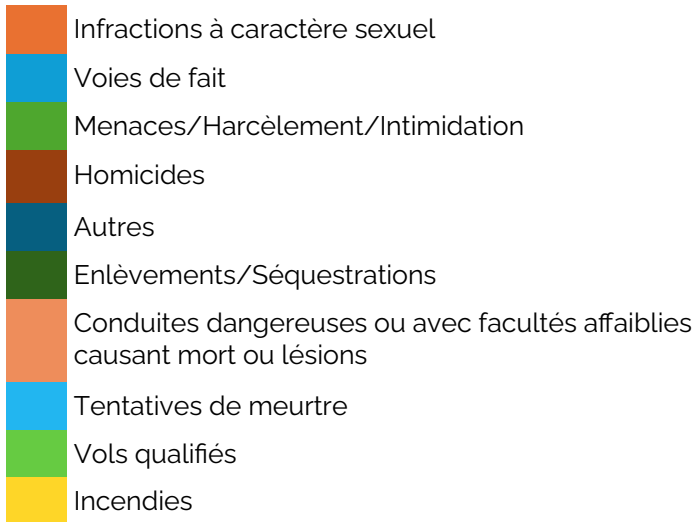 Infractions à caractère sexuel
Voies de fait
Menaces/Harcèlement/Intimidation
Homicides
Autres
Enlèvements/Séquestrations
Conduites dangereuses ou avec facultés affaiblies
causant mort ou lésions
Tentatives de meurtre
Vols qualifiés
Incendies